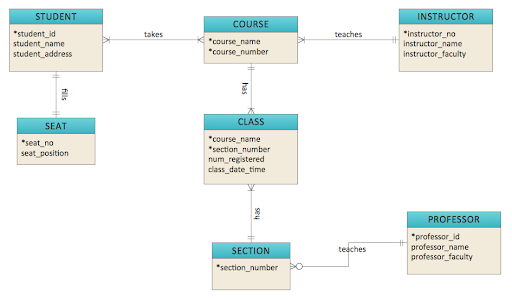 STUDENT
*student_id
student_name
student_address
takes
COURSE
*course_name
*course_number
teaches
INSTRUCTOR
*instructor_no
instructor_name
instructor_faculty
fills
has
SEAT
*seat_no
seat_position
CLASS
*course_name
*section_number
num_registered
class_date_time
has
SECTION
*section_number
teaches
PROFESSOR
*professor_id
professor_name
professor_faculty